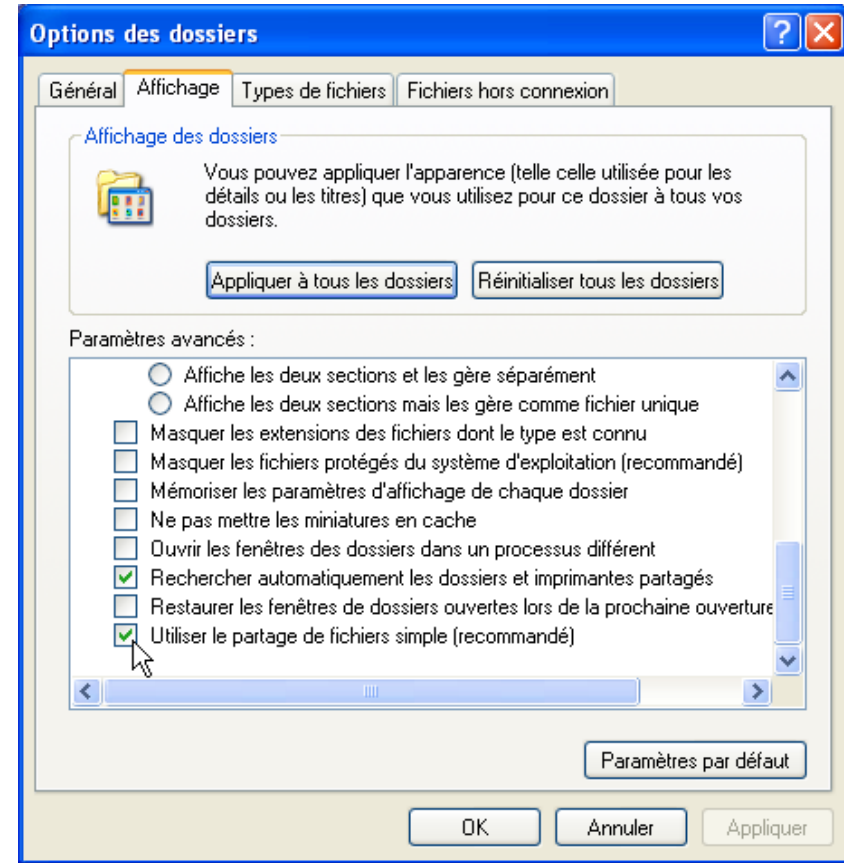 Options des dossiers
Général Affichage Types de fichiers Fichiers hors connexion
Affichage des dossiers
Vous pouvez appliquer l'apparence (telle celle utilisée pour les
détails ou les titres) que vous utilisez pour ce dossier à tous vos
dossiers.
Appliquer à tous les dossiers Réinitialiser tous les dossiers
Paramètres avancés :
Affiche les deux sections et les gère séparément
Affiche les deux sections mais les gère comme fichier unique
Masquer les extensions des fichiers dont le type est connu
Masquer les fichiers protégés du système d'exploitation (recommandé)
Mémoriser les paramètres d'affichage de chaque dossier
Ne pas mettre les miniatures en cache
Ouvrir les fenêtres des dossiers dans un processus différent
Rechercher automatiquement les dossiers et imprimantes partagés
Restaurer les fenêtres de dossiers ouvertes lors de la prochaine ouverture
Utiliser le partage de fichiers simple (recommandé)
Paramètres par défaut
OK Annuler Appliquer